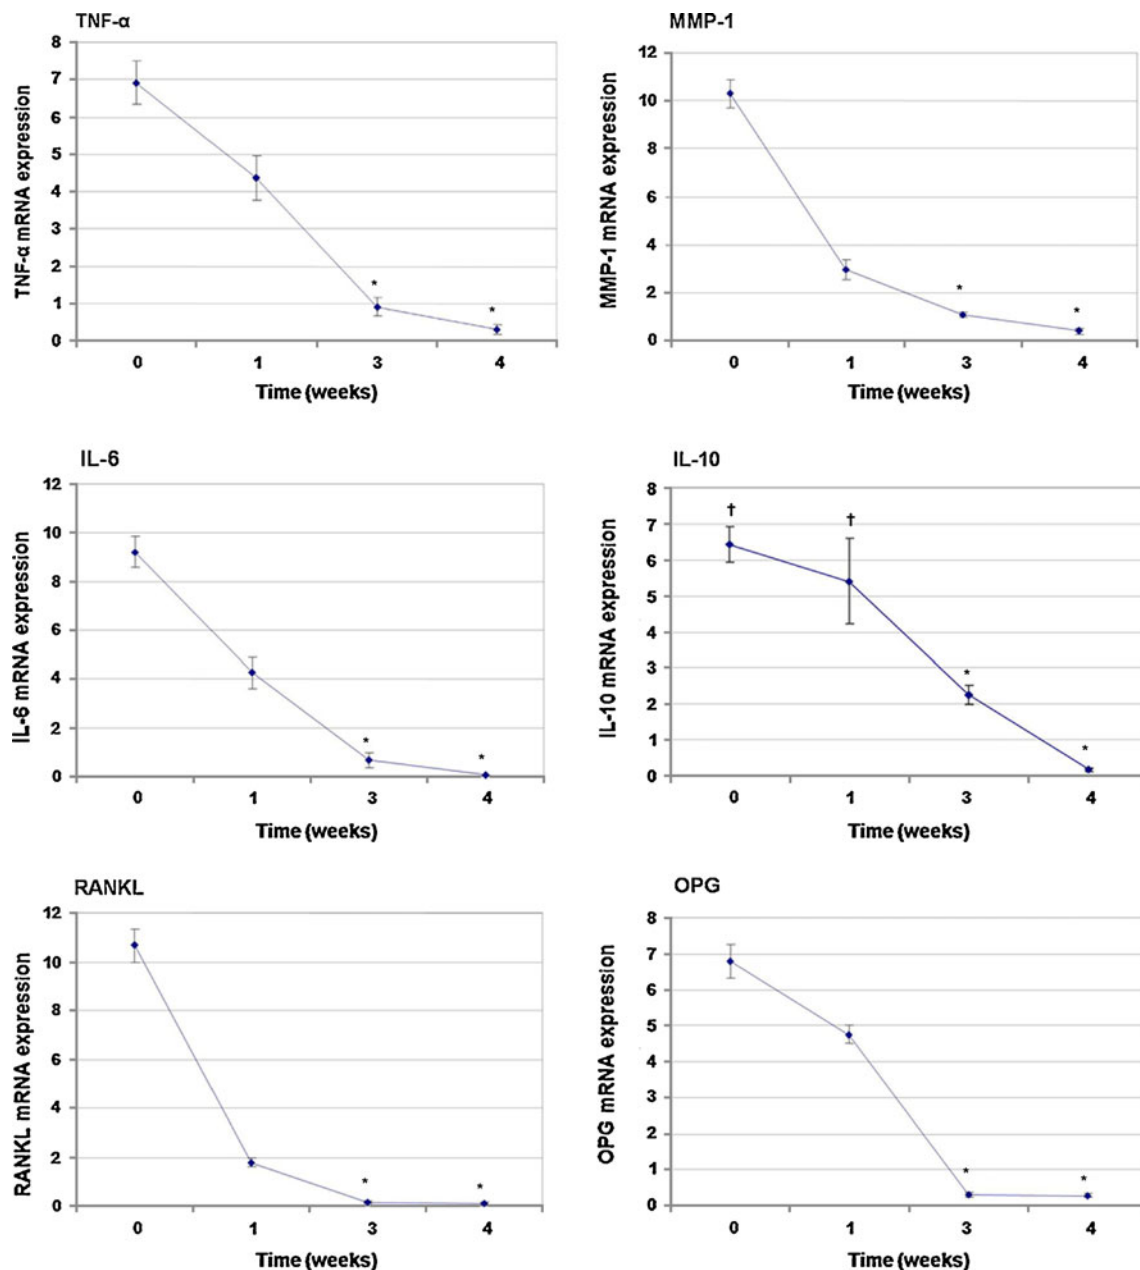 TNF-α
TNF-α mRNA expression
8
7
6
5
4
3
2
1
0
*
*
0 1 3 4
Time (weeks)
MMP-1
MMP-1 mRNA expression
12
10
8
6
4
2
0
*
*
0 1 3 4
Time (weeks)
IL-6
IL-6 mRNA expression
12
10
8
6
4
2
0
*
*
0 1 3 4
Time (weeks)
IL-10
IL-10 mRNA expression
8
7
6
5
4
3
2
1
0
†
†
*
*
0 1 3 4
Time (weeks)
RANKL
RANKL mRNA expression
12
10
8
6
4
2
0
*
*
0 1 3 4
Time (weeks)
OPG
OPG mRNA expression
8
7
6
5
4
3
2
1
0
*
*
0 1 3 4
Time (weeks)